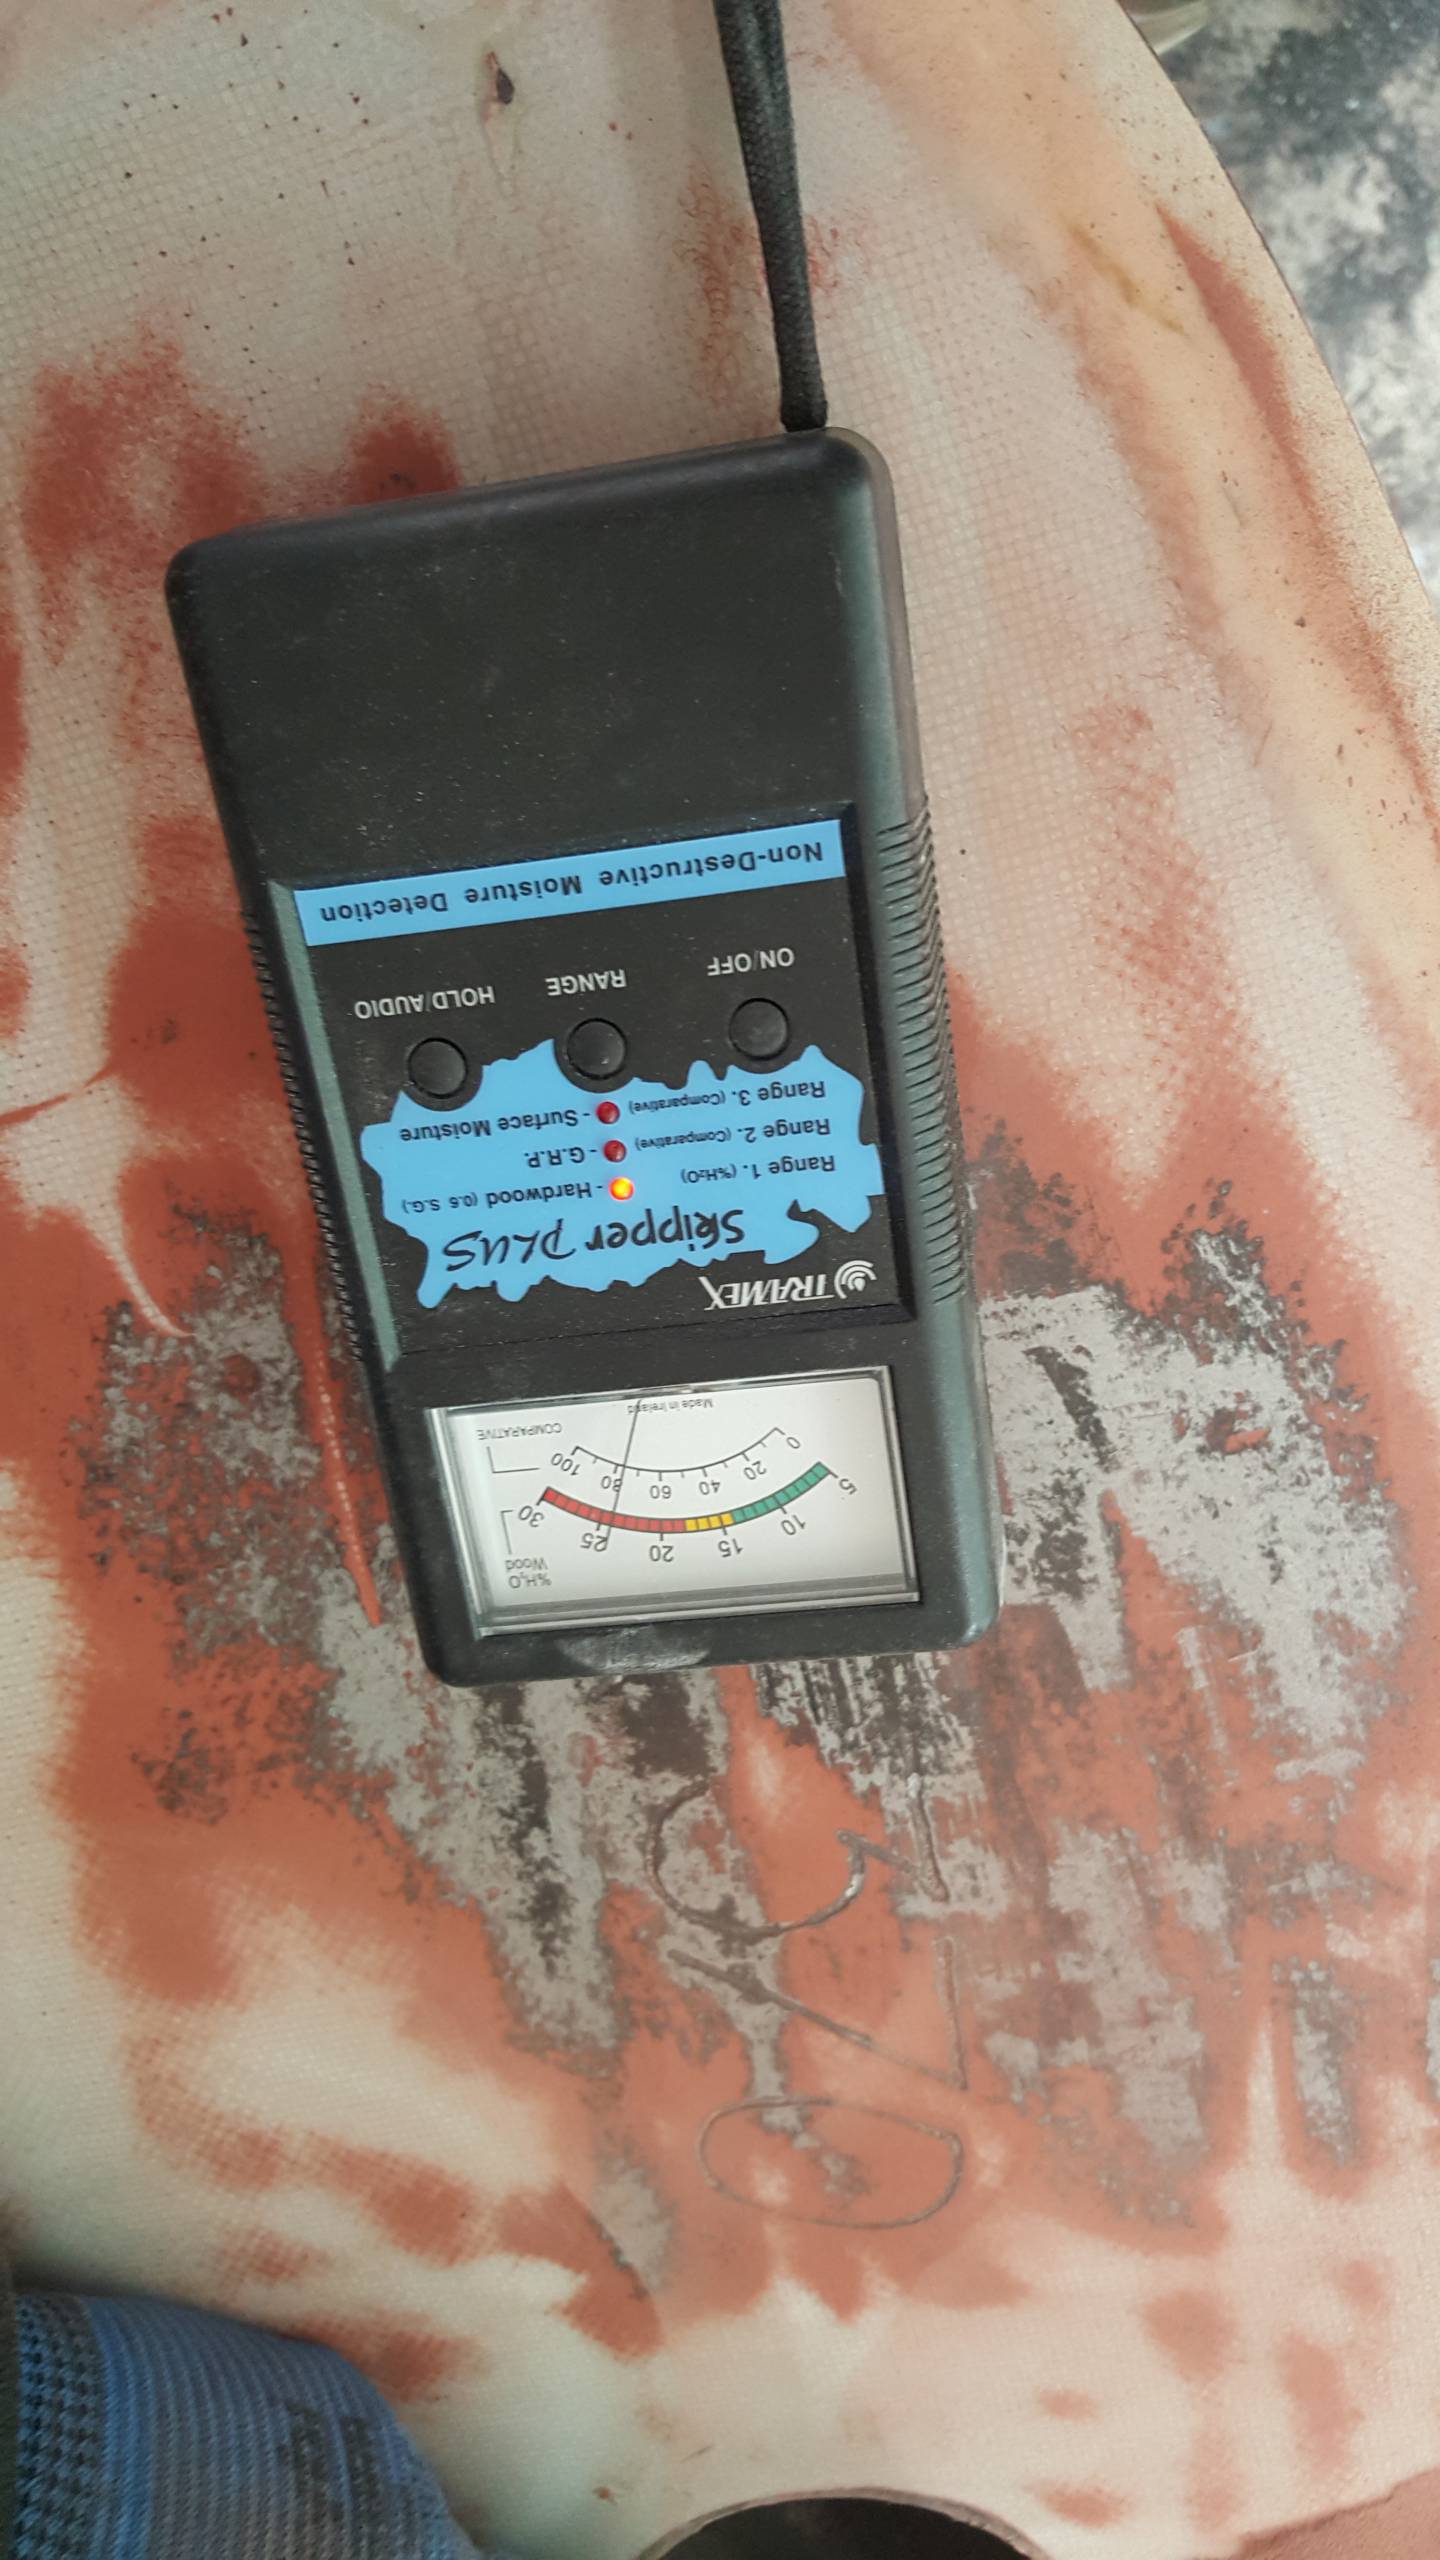 %H₂O
Wood
5 10 15 20 25 30
0 20 40 60 80 100
COMPARATIVE
Made in Ireland
TRAMEX
Skipper PLUS
Range 1. (%H₂O) - Hardwood (0.6 S.G.)
Range 2. (Comparative) - G.R.P.
Range 3. (Comparative) - Surface Moisture
ON/OFF RANGE HOLD/AUDIO
Non-Destructive Moisture Detection